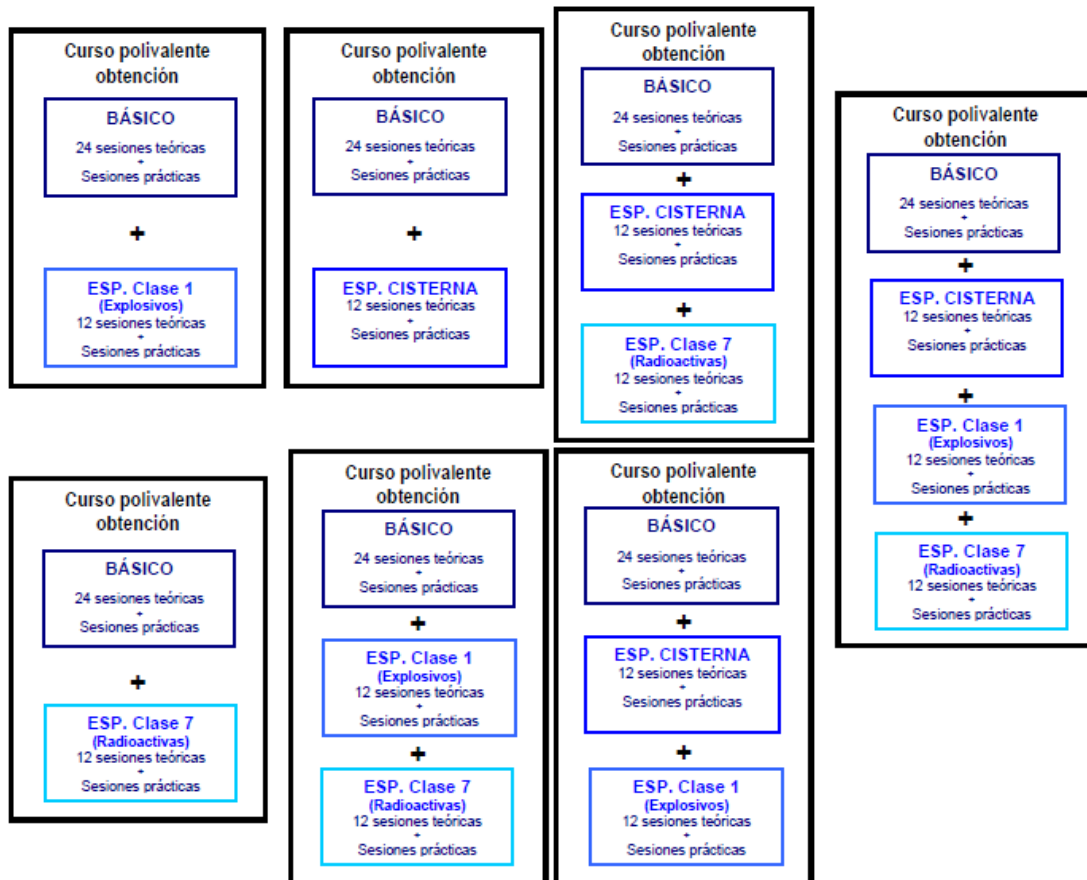 Curso polivalente
obtención
BÁSICO
24 sesiones teóricas
+
Sesiones prácticas
+
ESP. Clase 1
(Explosivos)
12 sesiones teóricas
+
Sesiones prácticas
Curso polivalente
obtención
BÁSICO
24 sesiones teóricas
+
Sesiones prácticas
+
ESP. CISTERNA
12 sesiones teóricas
+
Sesiones prácticas
Curso polivalente
obtención
BÁSICO
24 sesiones teóricas
+
Sesiones prácticas
+
ESP. CISTERNA
12 sesiones teóricas
+
Sesiones prácticas
+
ESP. Clase 7
(Radioactivas)
12 sesiones teóricas
+
Sesiones prácticas
Curso polivalente
obtención
BÁSICO
24 sesiones teóricas
+
Sesiones prácticas
+
ESP. CISTERNA
12 sesiones teóricas
+
Sesiones prácticas
+
ESP. Clase 1
(Explosivos)
12 sesiones teóricas
+
Sesiones prácticas
+
ESP. Clase 7
(Radioactivas)
12 sesiones teóricas
+
Sesiones prácticas
Curso polivalente
obtención
BÁSICO
24 sesiones teóricas
+
Sesiones prácticas
+
ESP. Clase 7
(Radioactivas)
12 sesiones teóricas
+
Sesiones prácticas
Curso polivalente
obtención
BÁSICO
24 sesiones teóricas
+
Sesiones prácticas
+
ESP. Clase 1
(Explosivos)
12 sesiones teóricas
+
Sesiones prácticas
+
ESP. Clase 7
(Radioactivas)
12 sesiones teóricas
+
Sesiones prácticas
Curso polivalente
obtención
BÁSICO
24 sesiones teóricas
+
Sesiones prácticas
+
ESP. CISTERNA
12 sesiones teóricas
+
Sesiones prácticas
+
ESP. Clase 1
(Explosivos)
12 sesiones teóricas
+
Sesiones prácticas